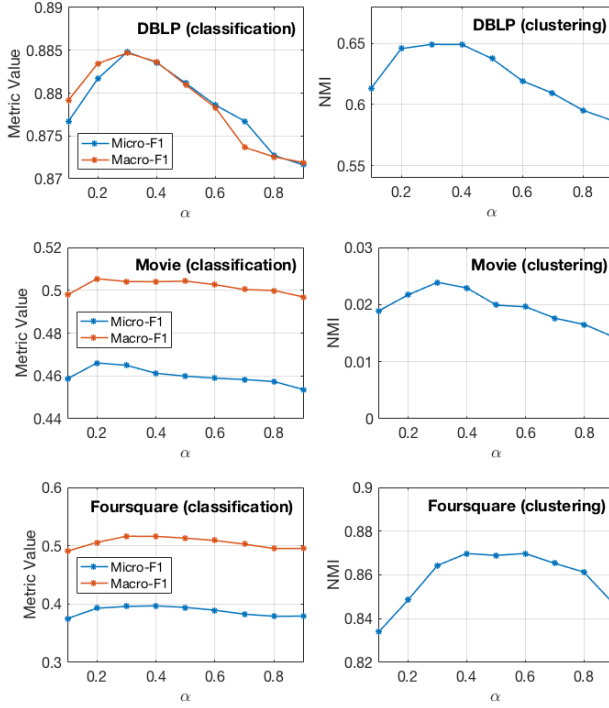 DBLP (classification)
Metric Value
0.89
0.885
0.88
0.875
0.87
Micro-F1
Macro-F1
0.2
0.4
0.6
0.8
α
DBLP (clustering)
NMI
0.65
0.6
0.55
0.2
0.4
0.6
0.8
α
Movie (classification)
Metric Value
0.52
0.5
0.48
0.46
0.44
Micro-F1
Macro-F1
0.2
0.4
0.6
0.8
α
Movie (clustering)
NMI
0.03
0.02
0.01
0
0.2
0.4
0.6
0.8
α
Foursquare (classification)
Metric Value
0.6
0.5
0.4
0.3
Micro-F1
Macro-F1
0.2
0.4
0.6
0.8
α
Foursquare (clustering)
NMI
0.9
0.88
0.86
0.84
0.82
0.2
0.4
0.6
0.8
α